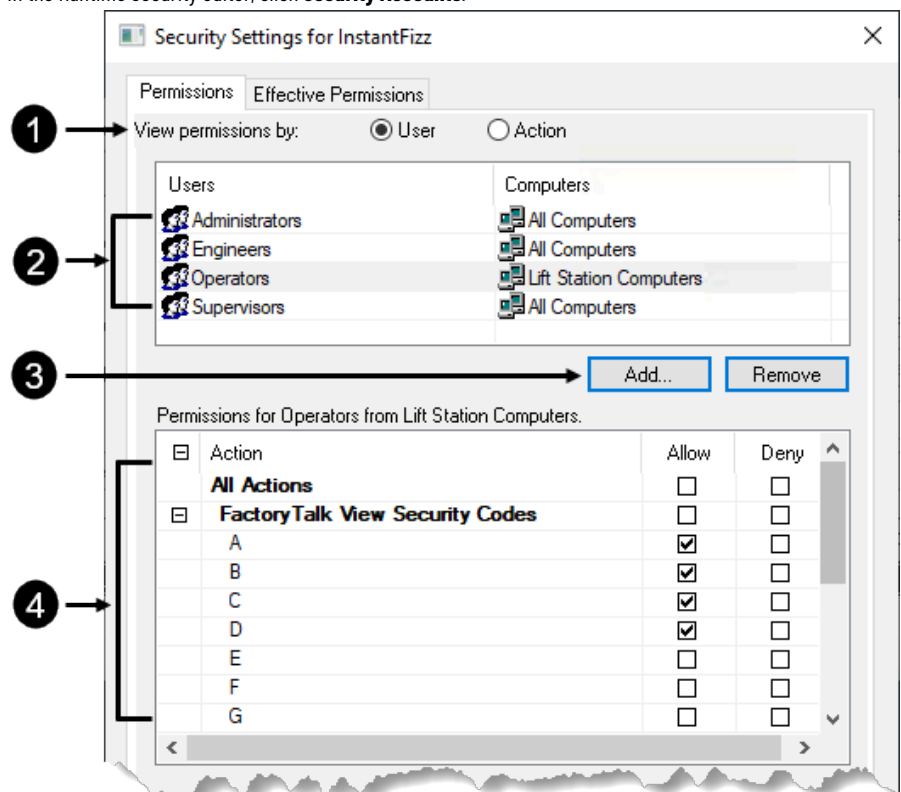 In the runtime security editor, click Security Accounts.
Security Settings for InstantFizz
Permissions Effective Permissions
1 View permissions by: User Action
Users Computers
Administrators All Computers
2 Engineers All Computers
Operators Lift Station Computers
Supervisors All Computers
3 Add... Remove
Permissions for Operators from Lift Station Computers.
Action Allow Deny
All Actions
FactoryTalk View Security Codes
A
B
4 C
D
E
F
G